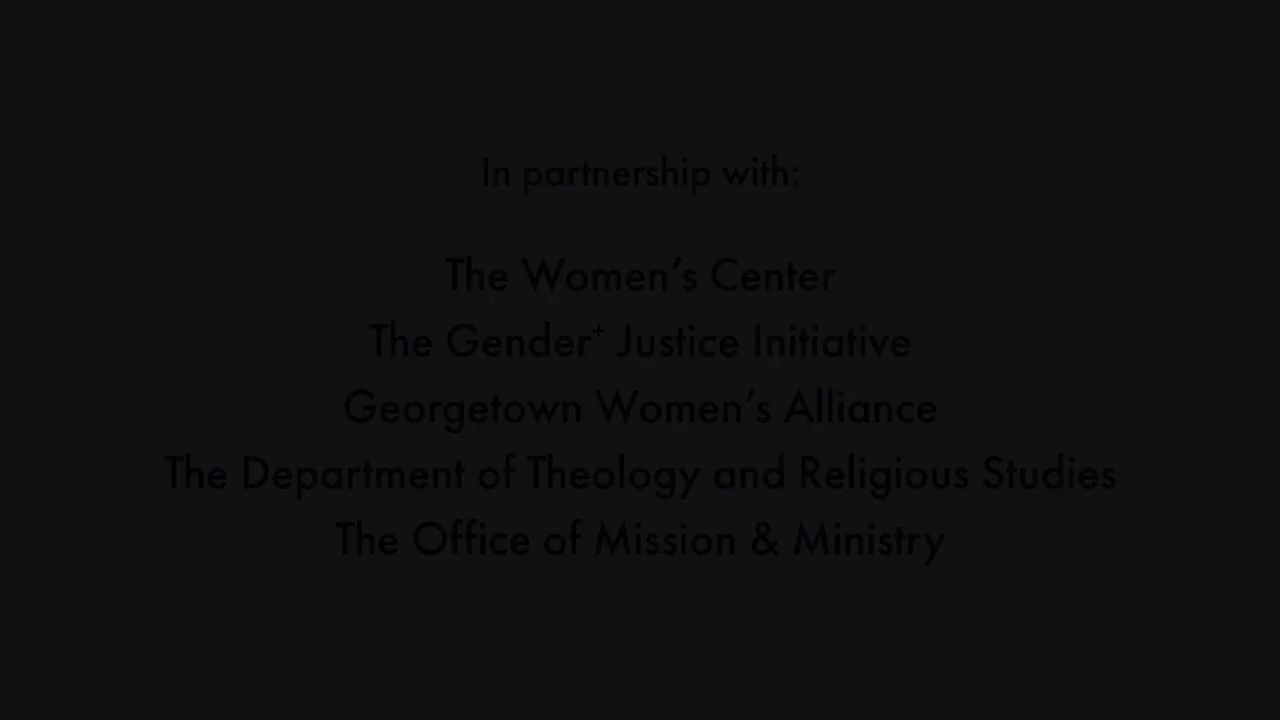 In partnership with:
The Women’s Center
The Gender⁺ Justice Initiative
Georgetown Women’s Alliance
The Department of Theology and Religious Studies
The Office of Mission & Ministry